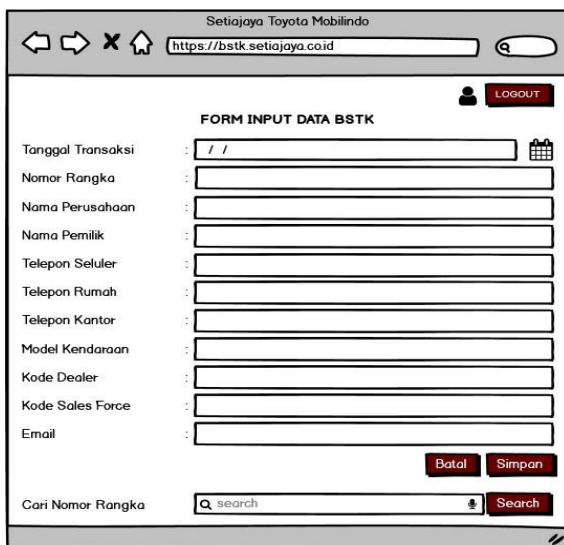 Setiajaya Toyota Mobilindo
https://bstk.setiajaya.co.id
LOGOUT
FORM INPUT DATA BSTK
Tanggal Transaksi : / /
Nomor Rangka :
Nama Perusahaan :
Nama Pemilik :
Telepon Seluler :
Telepon Rumah :
Telepon Kantor :
Model Kendaraan :
Kode Dealer :
Kode Sales Force :
Email :
Batal Simpan
Cari Nomor Rangka : search Search